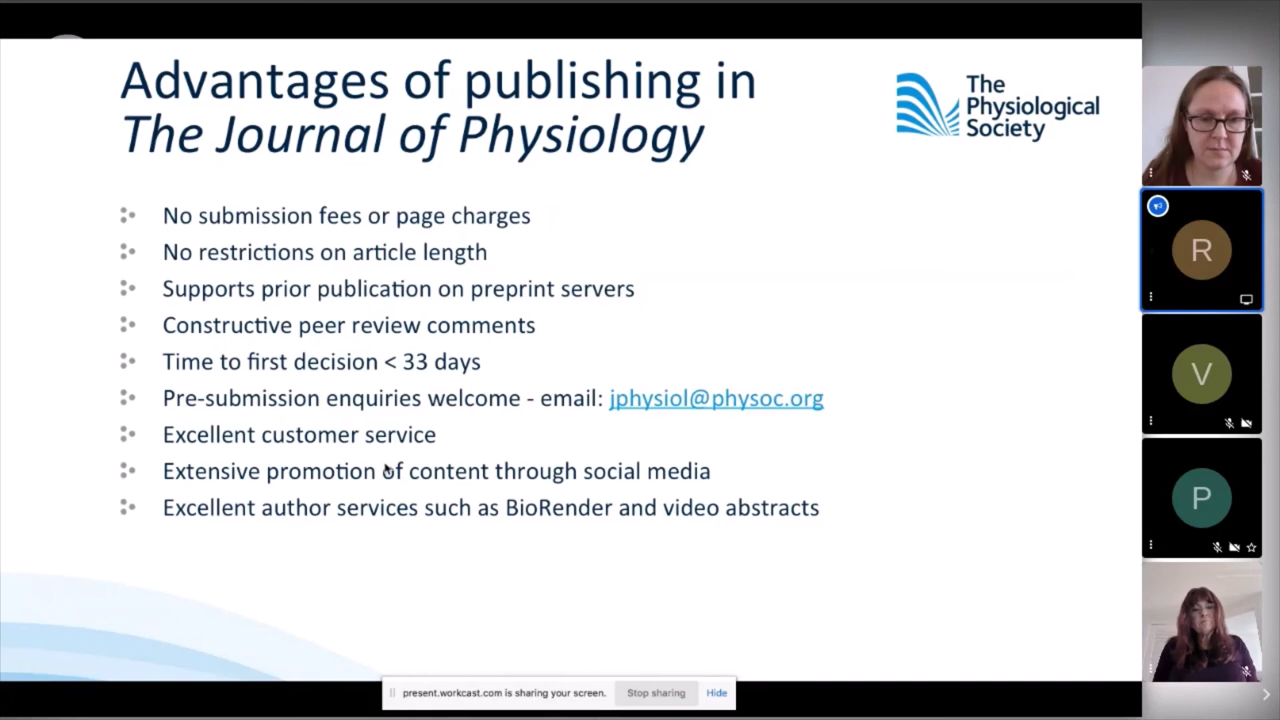 Advantages of publishing in
The Journal of Physiology
The
Physiological
Society
No submission fees or page charges
No restrictions on article length
Supports prior publication on preprint servers
Constructive peer review comments
Time to first decision < 33 days
Pre-submission enquiries welcome - email: jphysiol@physoc.org
Excellent customer service
Extensive promotion of content through social media
Excellent author services such as BioRender and video abstracts
R
V
P
present.workcast.com is sharing your screen.
Stop sharing
Hide